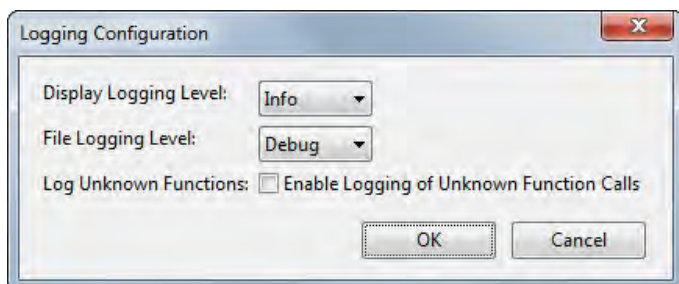 Logging Configuration
Display Logging Level: Info
File Logging Level: Debug
Log Unknown Functions: Enable Logging of Unknown Function Calls
OK Cancel